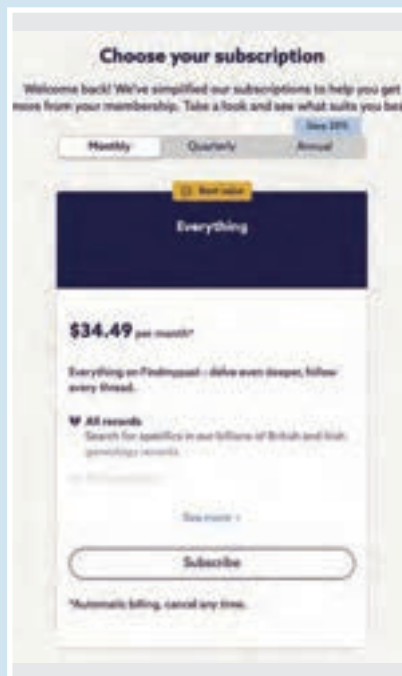 Choose your subscription
Welcome back! We've simplified our subscriptions to help you get
more from your membership. Take a look and see what suits you bes
Save 20%
Monthly Quarterly Annual
Best value
Everything
$34.49 per month*
Everything on Findmypast – delve even deeper, follow
every thread.
All records
Search for specifics in our billions of British and Irish
genealogy records
See more
Subscribe
*Automatic billing, cancel any time.